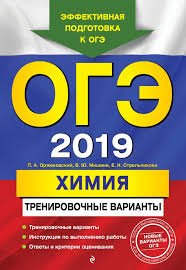 ЭФФЕКТИВНАЯ
ПОДГОТОВКА
К ОГЭ
ОГЭ
2019
П. А. Оржековский, В. Ю. Мишина, Е. Н. Стрельникова
ХИМИЯ
ТРЕНИРОВОЧНЫЕ ВАРИАНТЫ
• Тренировочные варианты
• Инструкция по выполнению работы
• Ответы и критерии оценивания
НОВЫЕ
ВАРИАНТЫ
ОГЭ